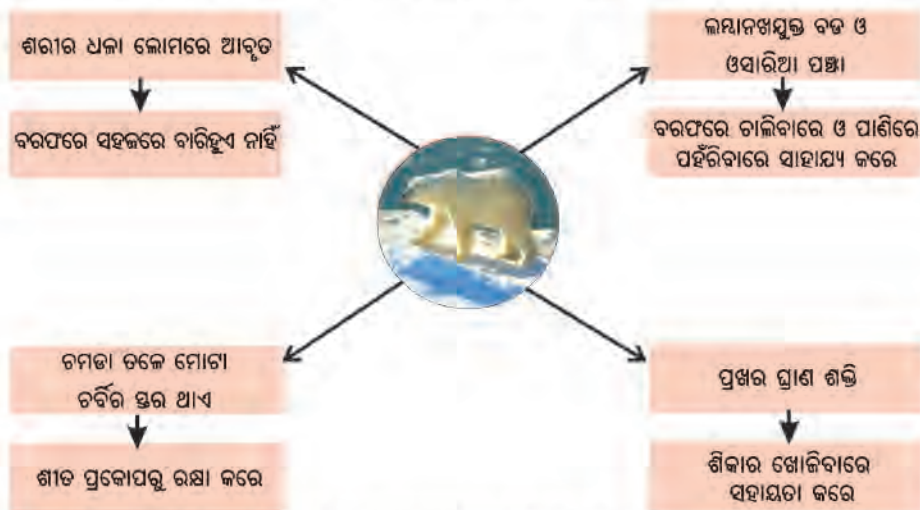 ଶରୀର ଧଳା ଲୋମରେ ଆବୃତ
ବରଫରେ ସହଜରେ ବାରିହୁଏ ନାହିଁ
ଲମ୍ବାନଖଯୁକ୍ତ ବଡ ଓ
ଓସାରିଆ ପଞ୍ଝା
ବରଫରେ ଚାଲିବାରେ ଓ ପାଣିରେ
ପହଁରିବାରେ ସାହାଯ୍ୟ କରେ
ଚମଡା ତଳେ ମୋଟା
ଚର୍ବିର ସ୍ତର ଥାଏ
ଶୀତ ପ୍ରକୋପରୁ ରକ୍ଷା କରେ
ପ୍ରଖର ଘ୍ରାଣ ଶକ୍ତି
ଶିକାର ଖୋଜିବାରେ
ସହାୟତା କରେ